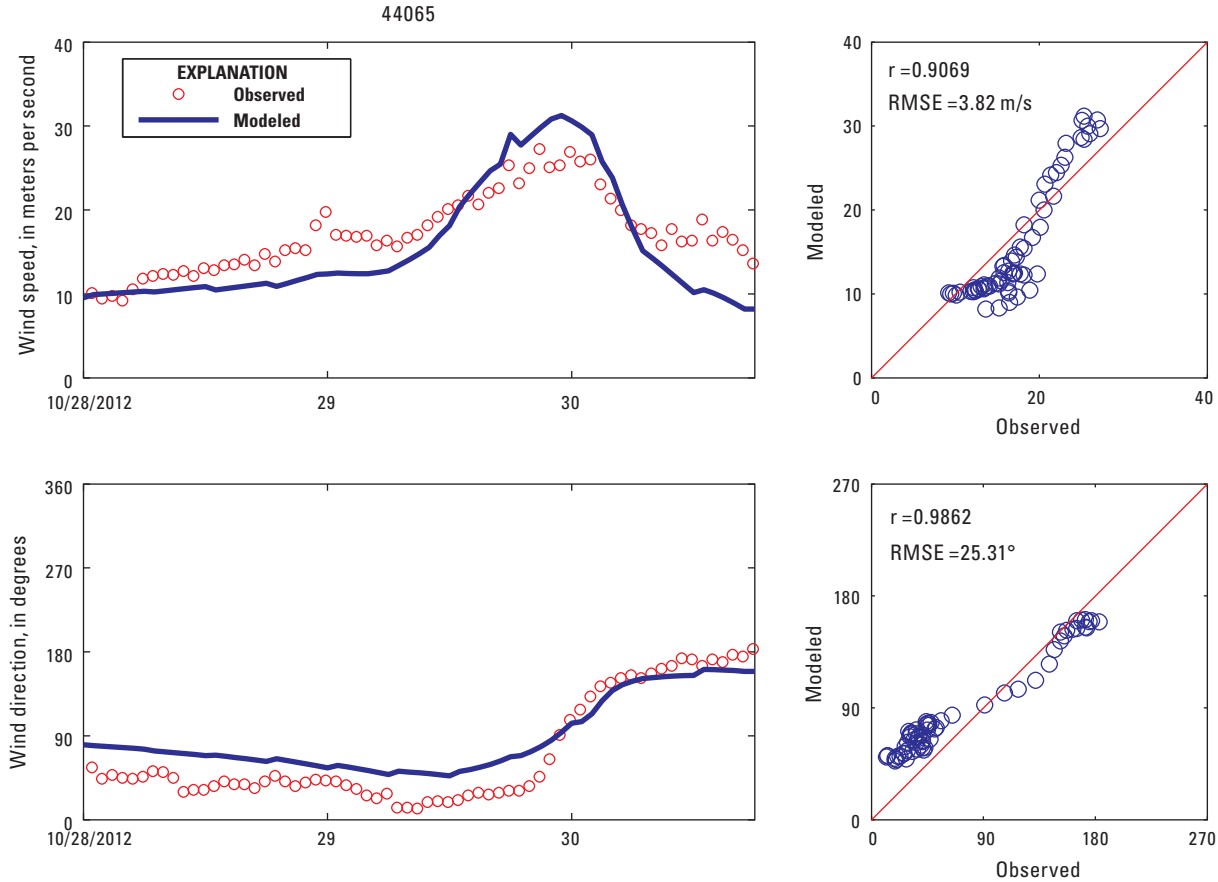 44065
Wind speed, in meters per second
40
30
20
10
0
EXPLANATION
Observed
Modeled
10/28/2012
29
30
Modeled
40
30
20
10
0
r =0.9069
RMSE =3.82 m/s
0
20
40
Observed
Wind direction, in degrees
360
270
180
90
0
10/28/2012
29
30
Modeled
270
180
90
0
r =0.9862
RMSE =25.31°
0
90
180
270
Observed